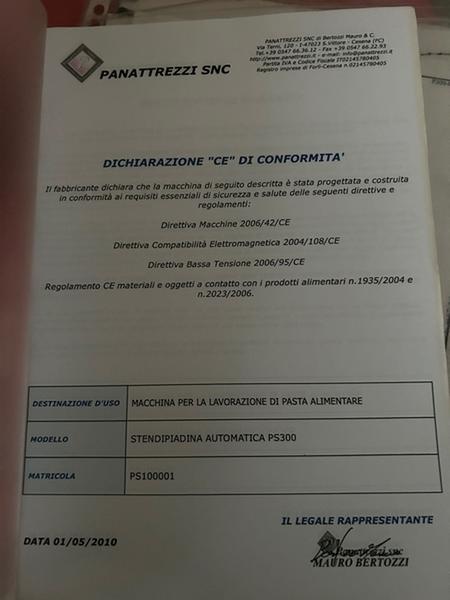 PANATTREZZI SNC
PANATTREZZI SNC di Bertozzi Mauro & C.
Via Terni, 120 - I-47023 S.Vittore - Cesena (FC)
Tel.+39 0547 66.36.12 - Fax +39 0547 66.22.93
http://www.panattrezzi.it - e-mail: info@panattrezzi.it
Partita IVA e Codice Fiscale IT02145780405
Registro imprese di Forlì-Cesena n.02145780405
DICHIARAZIONE "CE" DI CONFORMITA'
Il fabbricante dichiara che la macchina di seguito descritta è stata progettata e costruita
in conformità ai requisiti essenziali di sicurezza e salute delle seguenti direttive e
regolamenti:
Direttiva Macchine 2006/42/CE
Direttiva Compatibilità Elettromagnetica 2004/108/CE
Direttiva Bassa Tensione 2006/95/CE
Regolamento CE materiali e oggetti a contatto con i prodotti alimentari n.1935/2004 e
n.2023/2006.
DESTINAZIONE D'USO MACCHINA PER LA LAVORAZIONE DI PASTA ALIMENTARE
MODELLO STENDIPIADINA AUTOMATICA PS300
MATRICOLA PS100001
IL LEGALE RAPPRESENTANTE
DATA 01/05/2010
Panattrezzi snc
MAURO BERTOZZI